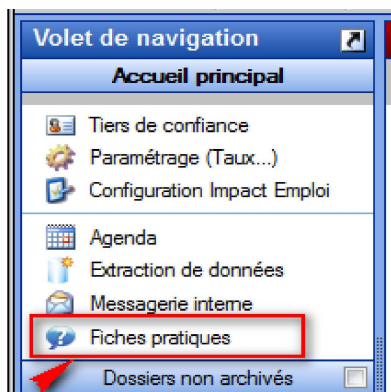 Volet de navigation
Accueil principal
Tiers de confiance
Paramétrage (Taux...)
Configuration Impact Emploi
Agenda
Extraction de données
Messagerie interne
Fiches pratiques
Dossiers non archivés